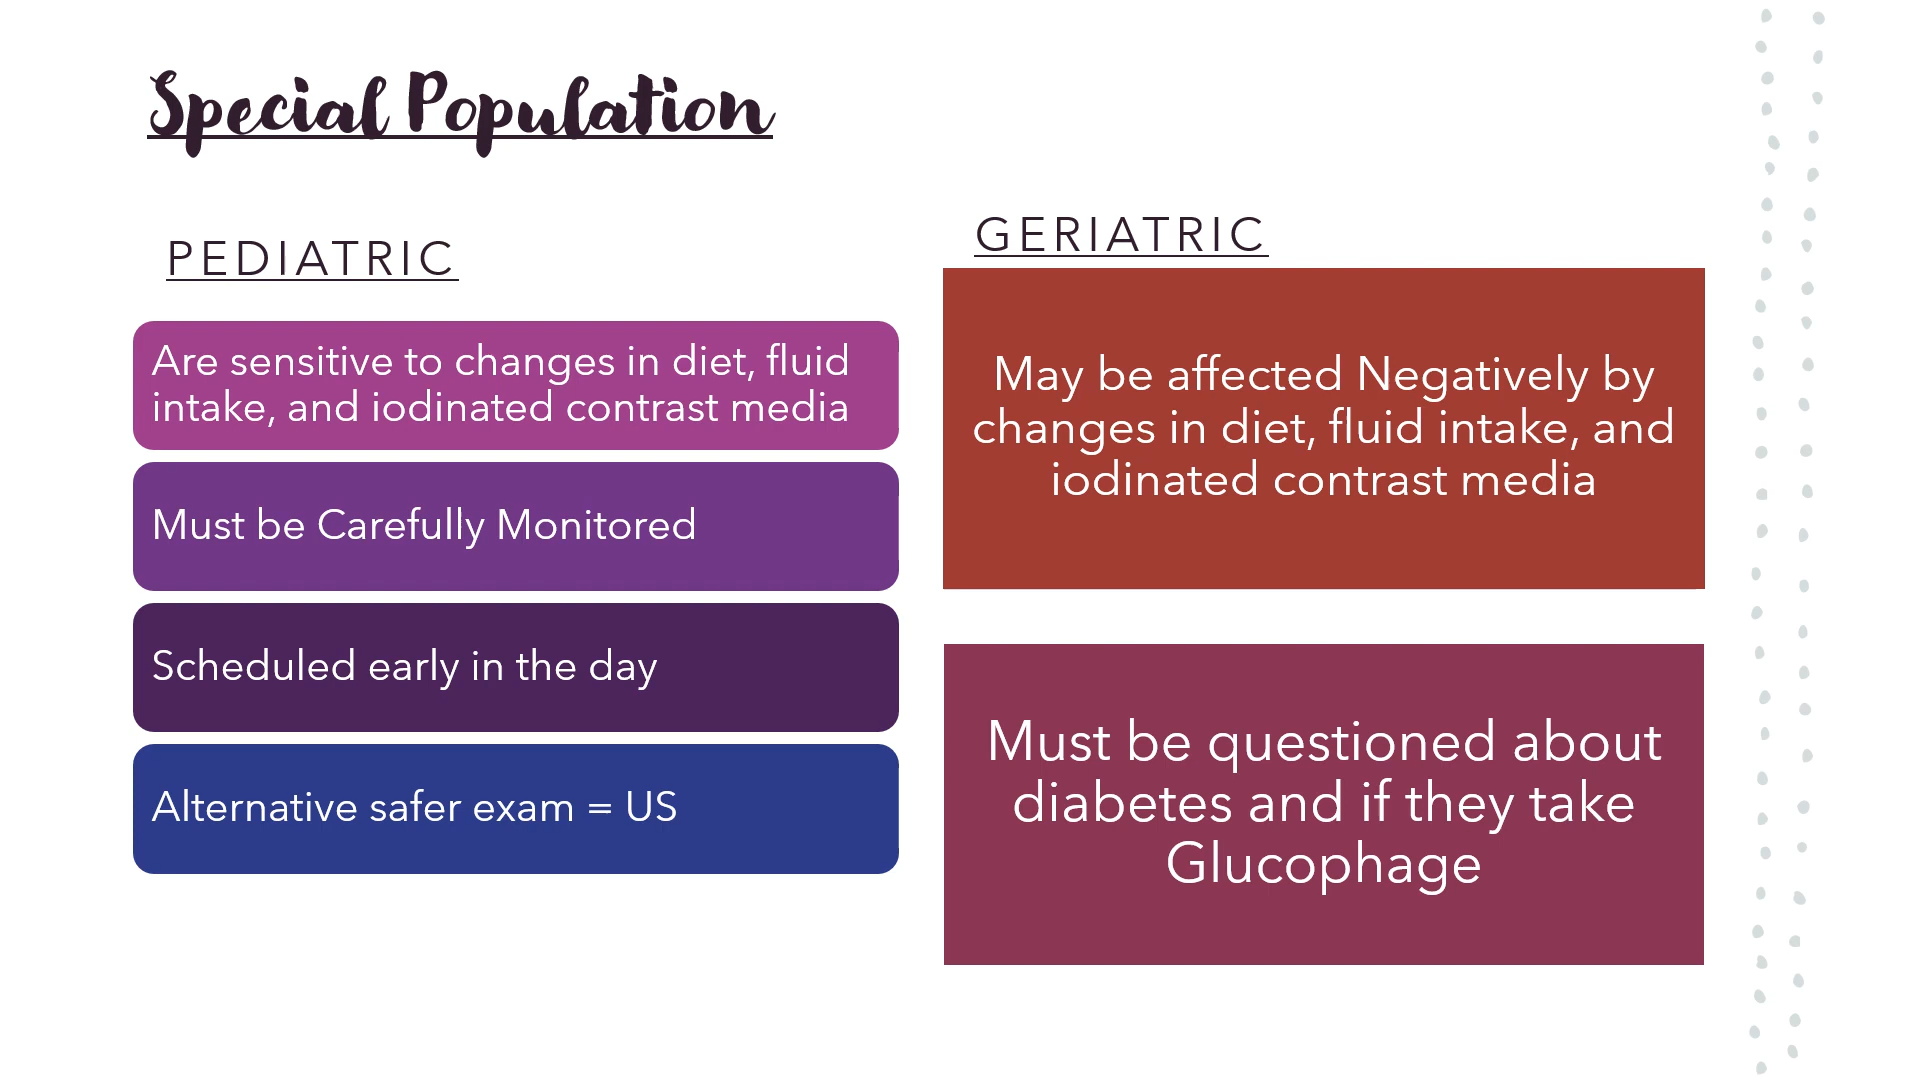 Special Population
PEDIATRIC
Are sensitive to changes in diet, fluid
intake, and iodinated contrast media
Must be Carefully Monitored
Scheduled early in the day
Alternative safer exam = US
GERIATRIC
May be affected Negatively by
changes in diet, fluid intake, and
iodinated contrast media
Must be questioned about
diabetes and if they take
Glucophage